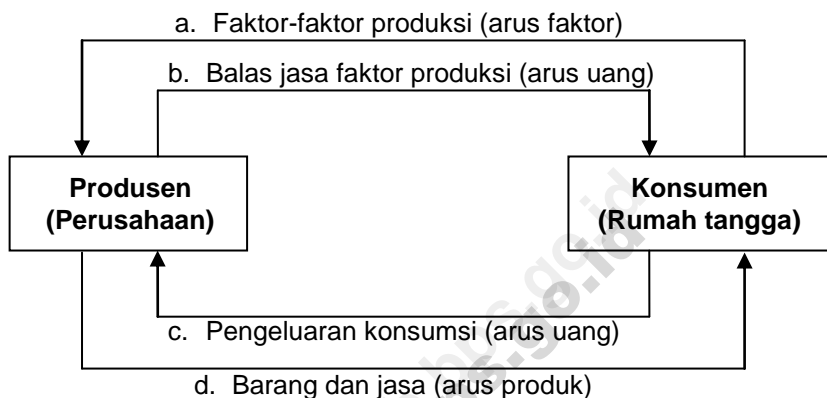 a. Faktor-faktor produksi (arus faktor)
b. Balas jasa faktor produksi (arus uang)
Produsen
(Perusahaan)
Konsumen
(Rumah tangga)
c. Pengeluaran konsumsi (arus uang)
d. Barang dan jasa (arus produk)